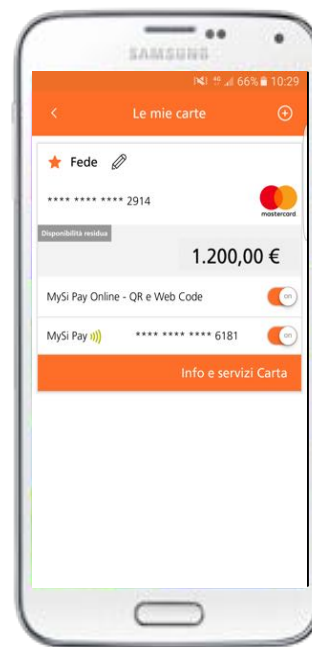 SAMSUNG
4G 66% 10:29
Le mie carte
Fede
**** **** **** 2914
mastercard
Disponibilità residua
1.200,00 €
MySi Pay Online - QR e Web Code
on
MySi Pay **** **** **** 6181
on
Info e servizi Carta